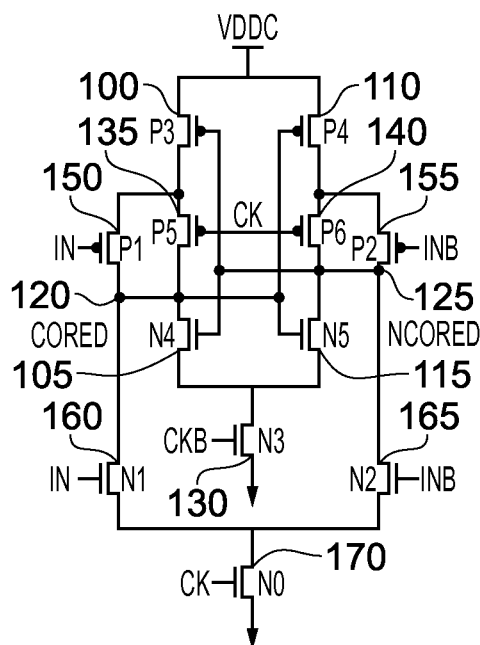 VDDC
100 110
P3 P4
135 140
150 155
IN P1 P5 CK P6 P2 INB
120 125
CORED N4 N5 NCORED
105 115
160 CKB N3 165
130
IN N1 N2 INB
170
CK N0